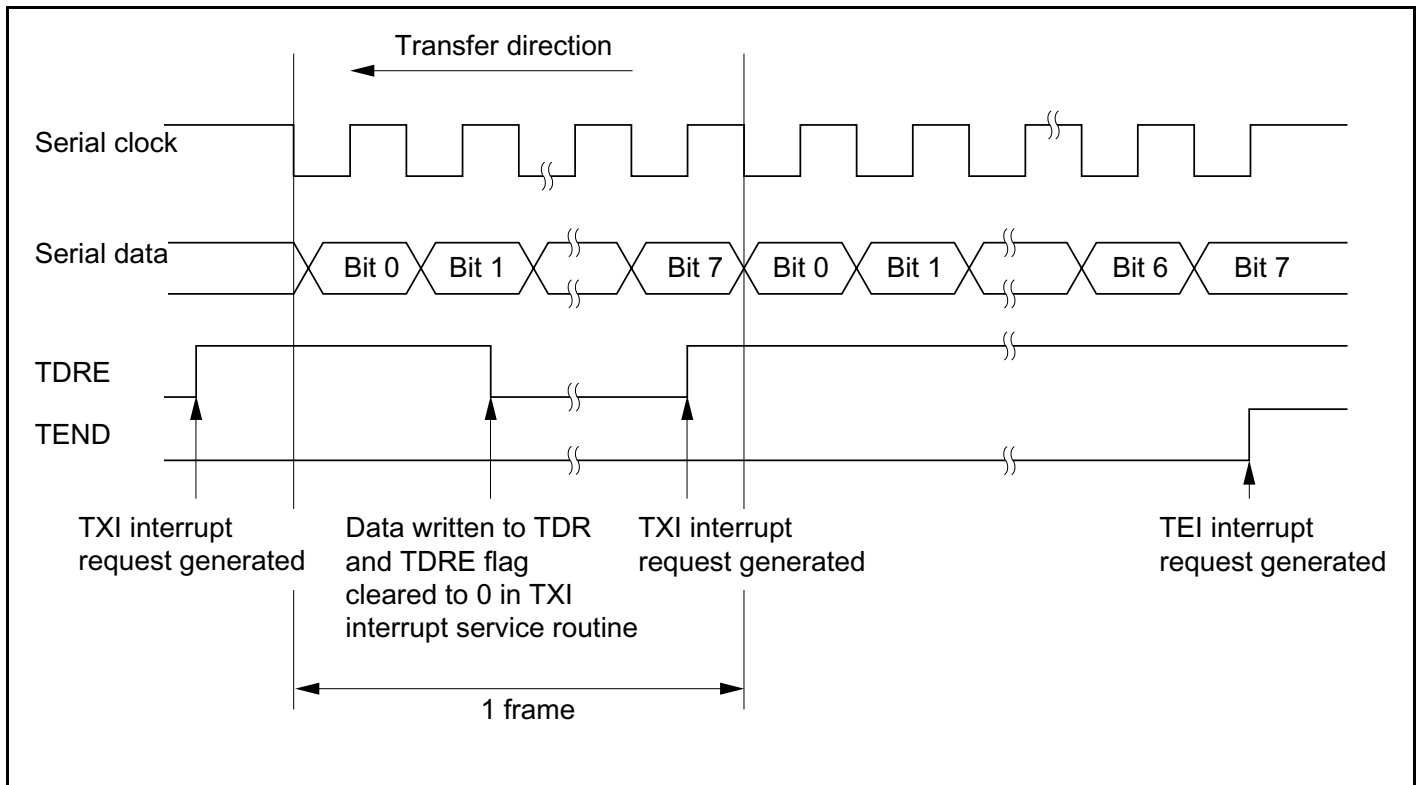 Transfer direction
Serial clock
Serial data
Bit 0
Bit 1
Bit 7
Bit 0
Bit 1
Bit 6
Bit 7
TDRE
TEND
TXI interrupt
request generated
Data written to TDR
and TDRE flag
cleared to 0 in TXI
interrupt service routine
TXI interrupt
request generated
TEI interrupt
request generated
1 frame